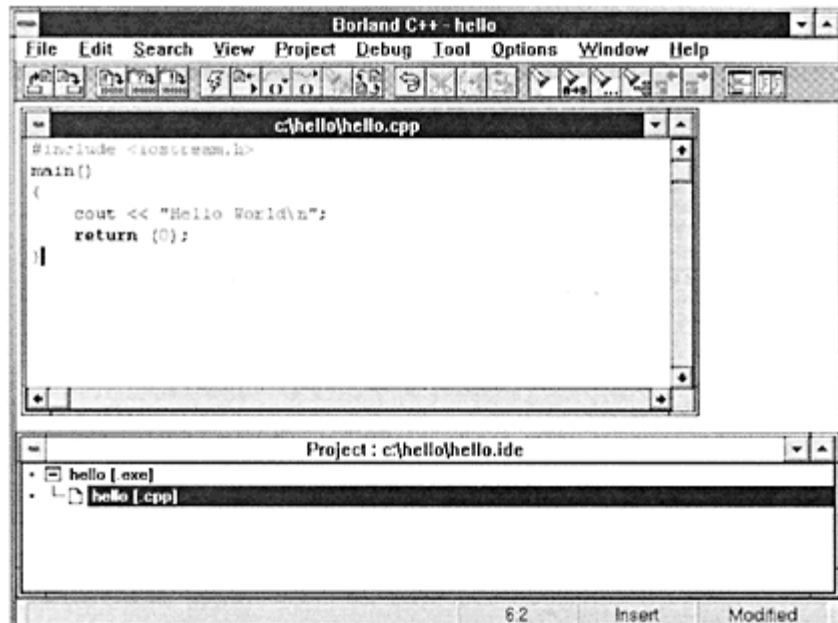 Borland C++ - hello
File Edit Search View Project Debug Tool Options Window Help
c:\hello\hello.cpp
#include <iostream.h>
main()
{
cout << "Hello World\n";
return (0);
}
Project : c:\hello\hello.ide
hello [.exe]
hello [.cpp]
6:2 Insert Modified